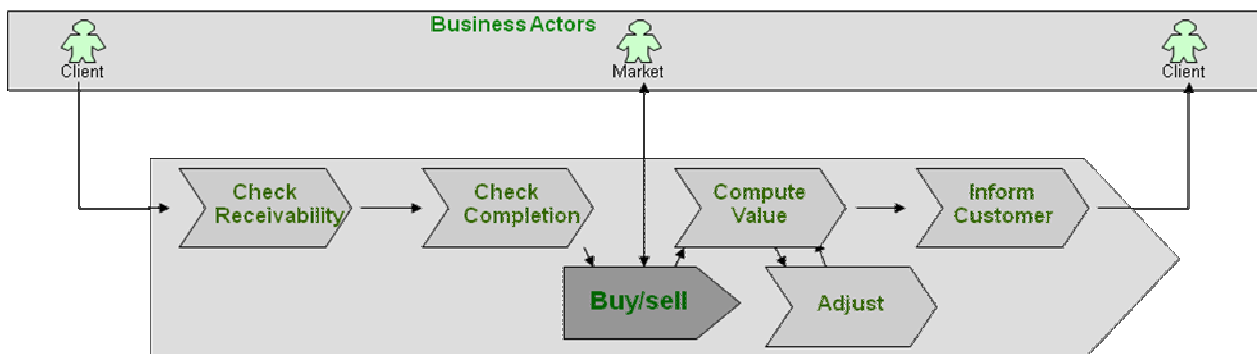 Business Actors
Client
Market
Client
Check
Receivability
Check
Completion
Compute
Value
Inform
Customer
Buy/sell
Adjust